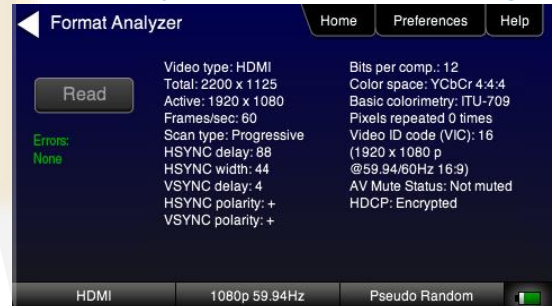 Format Analyzer
Home
Preferences
Help
Read
Errors:
None
Video type: HDMI
Total: 2200 x 1125
Active: 1920 x 1080
Frames/sec: 60
Scan type: Progressive
HSYNC delay: 88
HSYNC width: 44
VSYNC delay: 4
HSYNC polarity: +
VSYNC polarity: +
Bits per comp.: 12
Color space: YCbCr 4:4:4
Basic colorimetry: ITU-709
Pixels repeated 0 times
Video ID code (VIC): 16
(1920 x 1080 p
@59.94/60Hz 16:9)
AV Mute Status: Not muted
HDCP: Encrypted
HDMI
1080p 59.94Hz
Pseudo Random